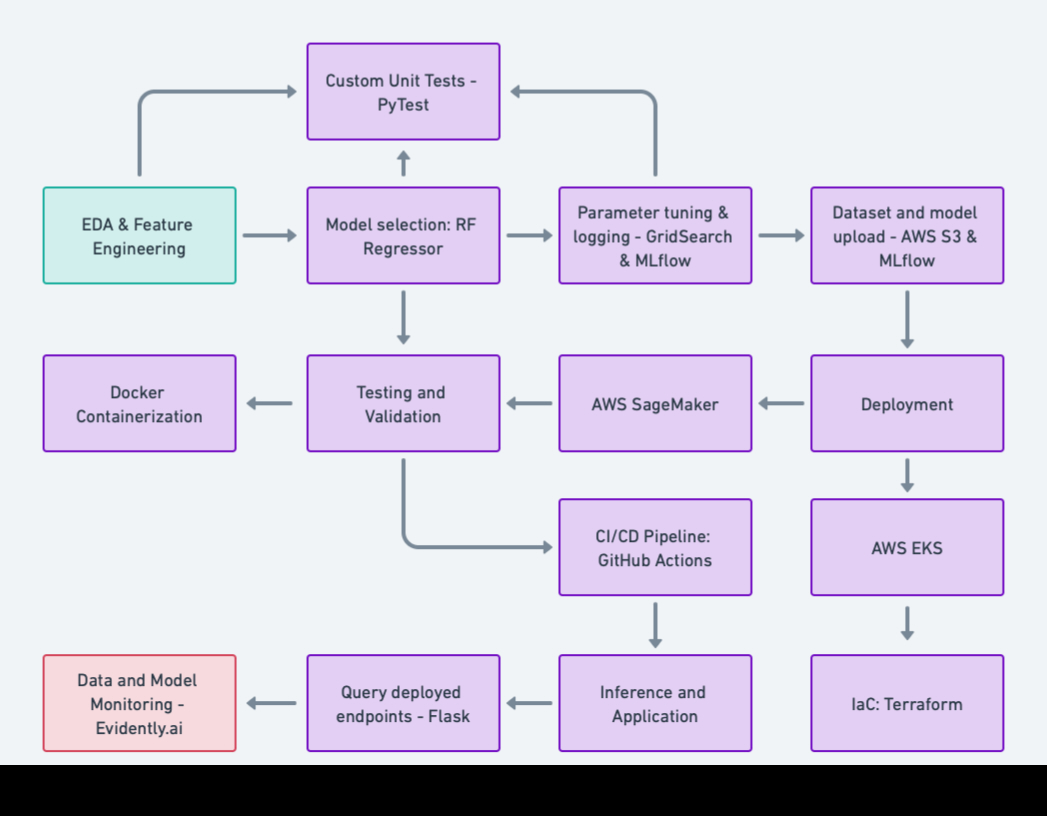 Custom Unit Tests -
PyTest
EDA & Feature
Engineering
Model selection: RF
Regressor
Parameter tuning &
logging - GridSearch
& MLflow
Dataset and model
upload - AWS S3 &
MLflow
Docker
Containerization
Testing and
Validation
AWS SageMaker
Deployment
CI/CD Pipeline:
GitHub Actions
AWS EKS
Data and Model
Monitoring -
Evidently.ai
Query deployed
endpoints - Flask
Inference and
Application
IaC: Terraform